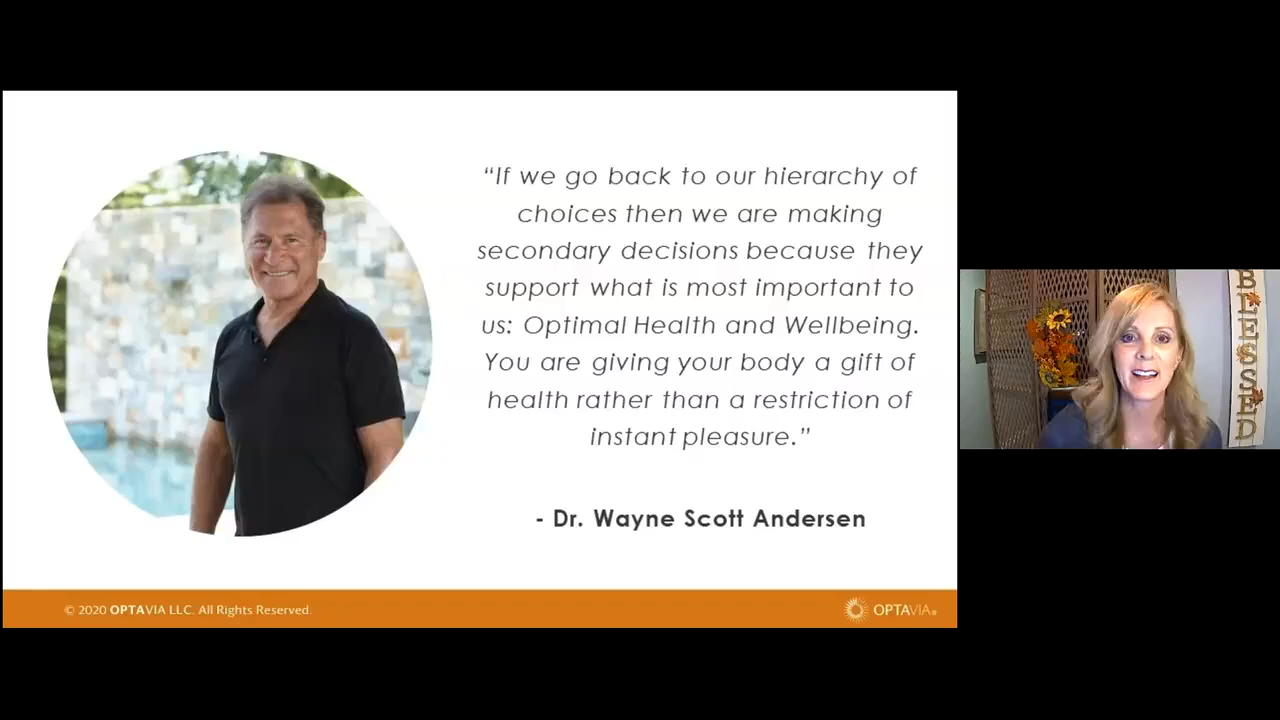 “If we go back to our hierarchy of
choices then we are making
secondary decisions because they
support what is most important to
us: Optimal Health and Wellbeing.
You are giving your body a gift of
health rather than a restriction of
instant pleasure.”
- Dr. Wayne Scott Andersen
© 2020 OPTAVIA LLC. All Rights Reserved.
OPTAVIA®
BLESSED